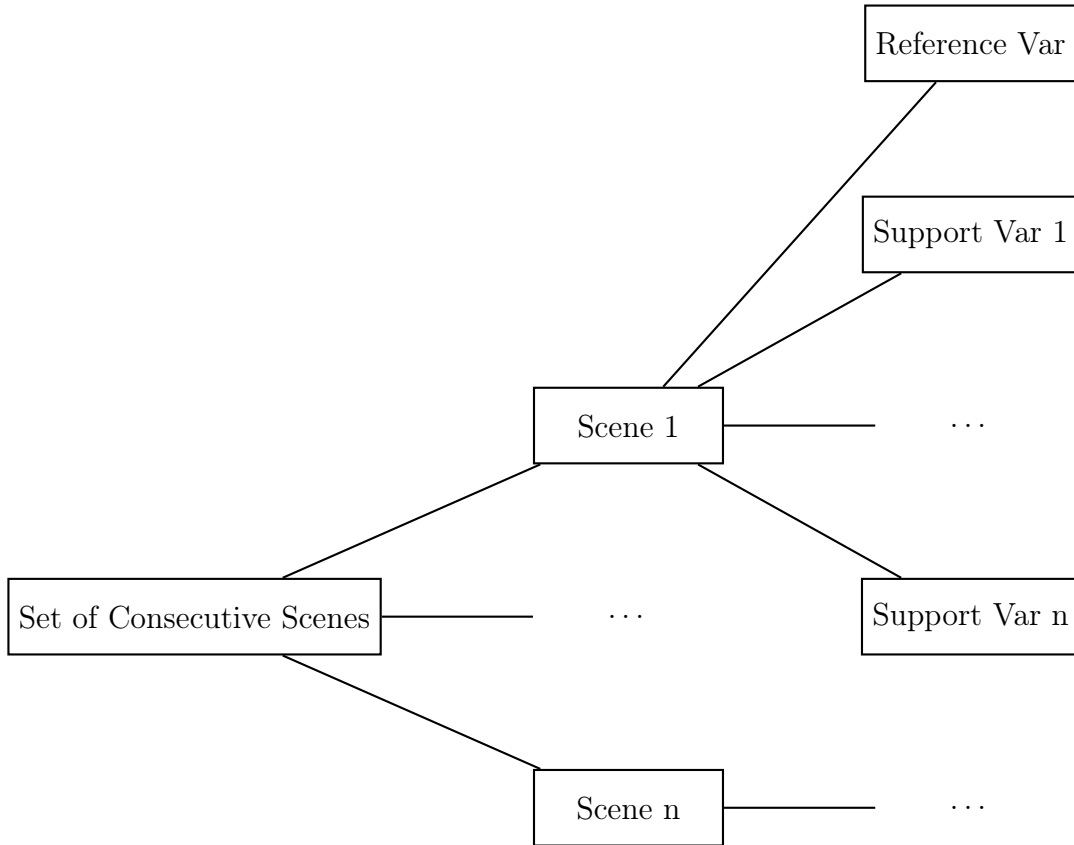 Reference Var
Support Var 1
Scene 1
...
Set of Consecutive Scenes
...
Support Var n
Scene n
...